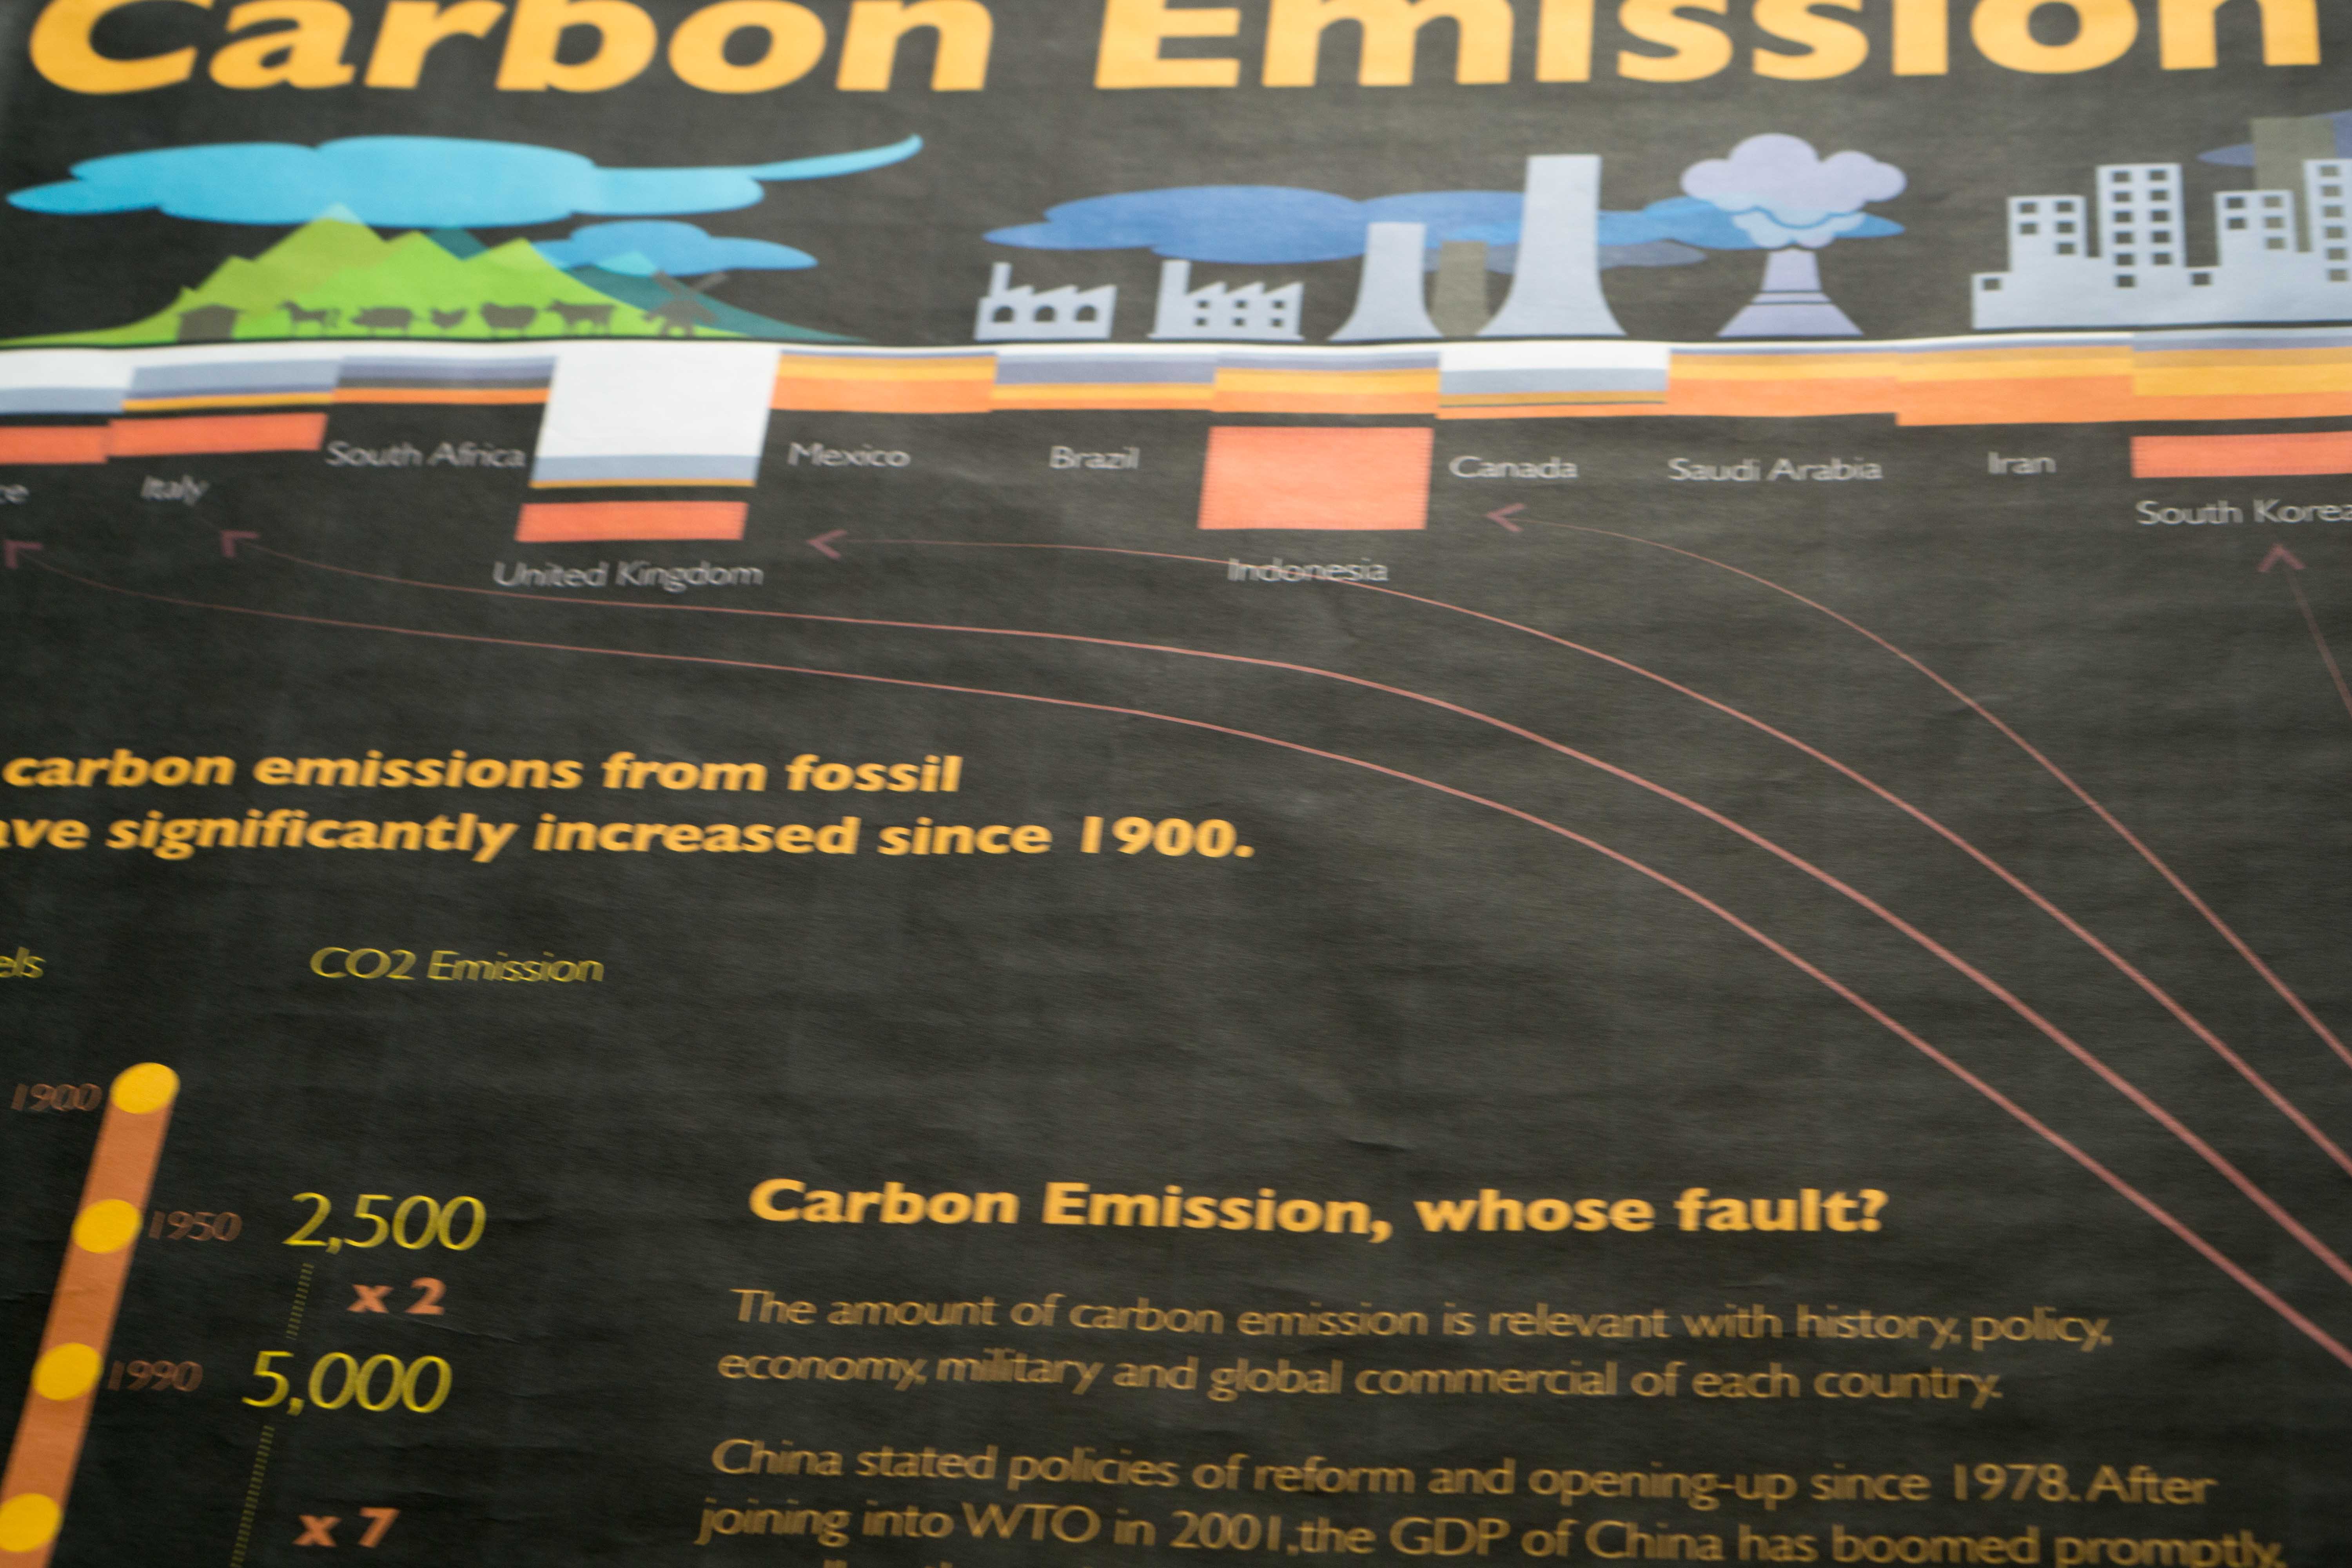 Carbon Emission
South Africa
Mexico
Brazil
Canada
Saudi Arabia
Iran
Italy
South Korea
United Kingdom
Indonesia
carbon emissions from fossil
significantly increased since 1900.
CO2 Emission
1900
1950 2,500
x 2
1990 5,000
x 7
Carbon Emission, whose fault?
The amount of carbon emission is relevant with history, policy,
economy, military and global commercial of each country.
China stated policies of reform and opening-up since 1978. After
joining into WTO in 2001,the GDP of China has boomed promptly